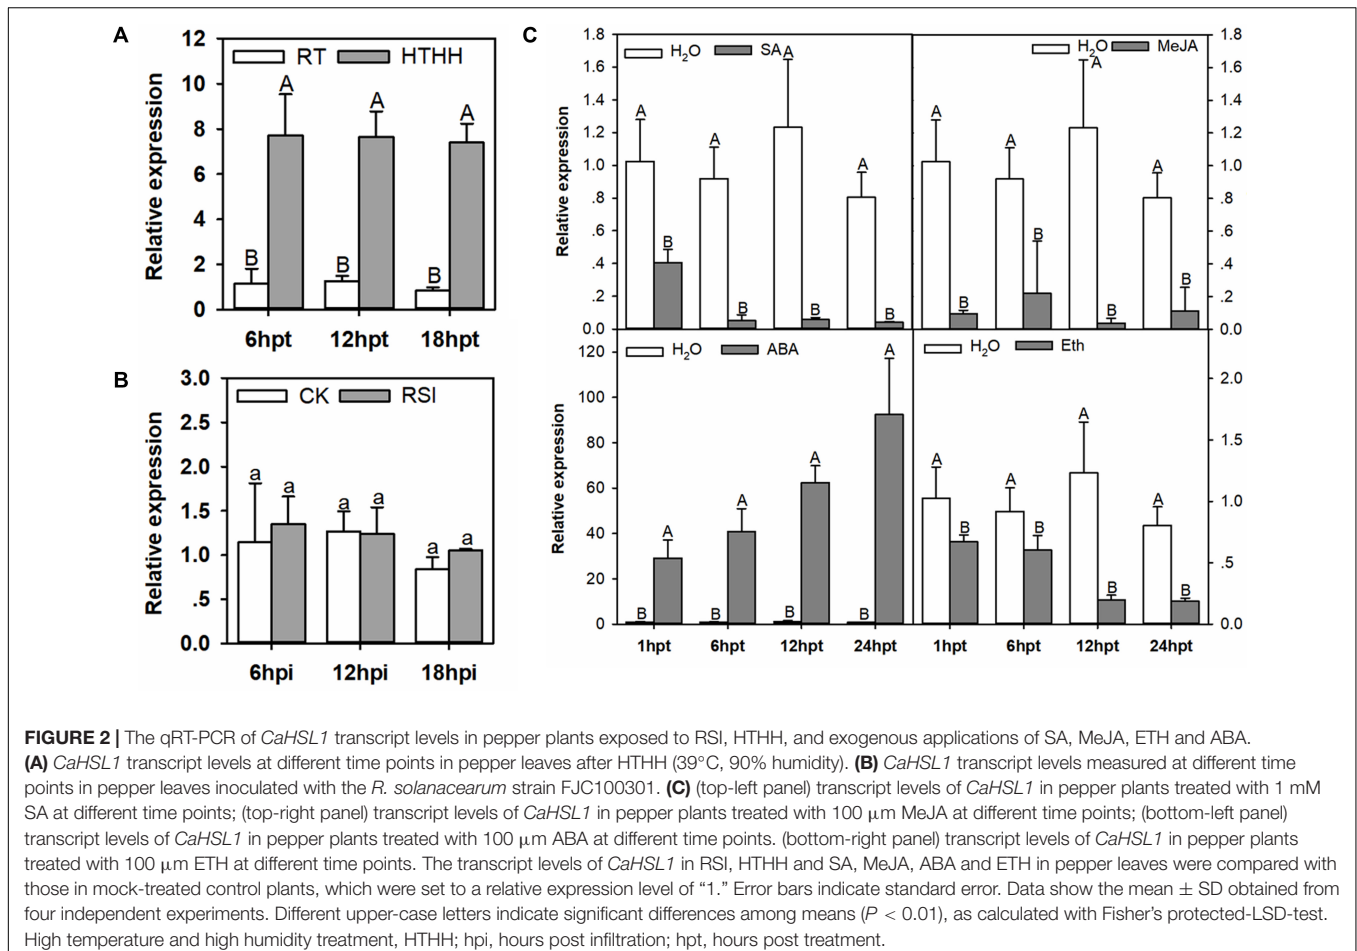 A
12
10
8
6
4
2
0
Relative expression
RT HTHH
A A A
B B B
6hpt 12hpt 18hpt
B
3.0
2.5
2.0
1.5
1.0
.5
0.0
Relative expression
CK RSI
a a a a a a
6hpi 12hpi 18hpi
C
1.8
1.6
1.4
1.2
1.0
.8
.6
.4
.2
0.0
Relative expression
H2O SA
A A A A
B B B B
H2O MeJA
A A A A
B B B B
1.8
1.6
1.4
1.2
1.0
.8
.6
.4
.2
0.0
120
100
80
60
40
20
0
Relative expression
H2O ABA
A A A A
B B B B
1hpt 6hpt 12hpt 24hpt
H2O Eth
A A A A
B B B B
2.0
1.5
1.0
.5
0.0
1hpt 6hpt 12hpt 24hpt
FIGURE 2 | The qRT-PCR of CaHSL1 transcript levels in pepper plants exposed to RSI, HTHH, and exogenous applications of SA, MeJA, ETH and ABA.
(A) CaHSL1 transcript levels at different time points in pepper leaves after HTHH (39°C, 90% humidity). (B) CaHSL1 transcript levels measured at different time
points in pepper leaves inoculated with the R. solanacearum strain FJC100301. (C) (top-left panel) transcript levels of CaHSL1 in pepper plants treated with 1 mM
SA at different time points; (top-right panel) transcript levels of CaHSL1 in pepper plants treated with 100 μm MeJA at different time points; (bottom-left panel)
transcript levels of CaHSL1 in pepper plants treated with 100 μm ABA at different time points. (bottom-right panel) transcript levels of CaHSL1 in pepper plants
treated with 100 μm ETH at different time points. The transcript levels of CaHSL1 in RSI, HTHH and SA, MeJA, ABA and ETH in pepper leaves were compared with
those in mock-treated control plants, which were set to a relative expression level of “1.” Error bars indicate standard error. Data show the mean ± SD obtained from
four independent experiments. Different upper-case letters indicate significant differences among means (P < 0.01), as calculated with Fisher’s protected-LSD-test.
High temperature and high humidity treatment, HTHH; hpi, hours post infiltration; hpt, hours post treatment.